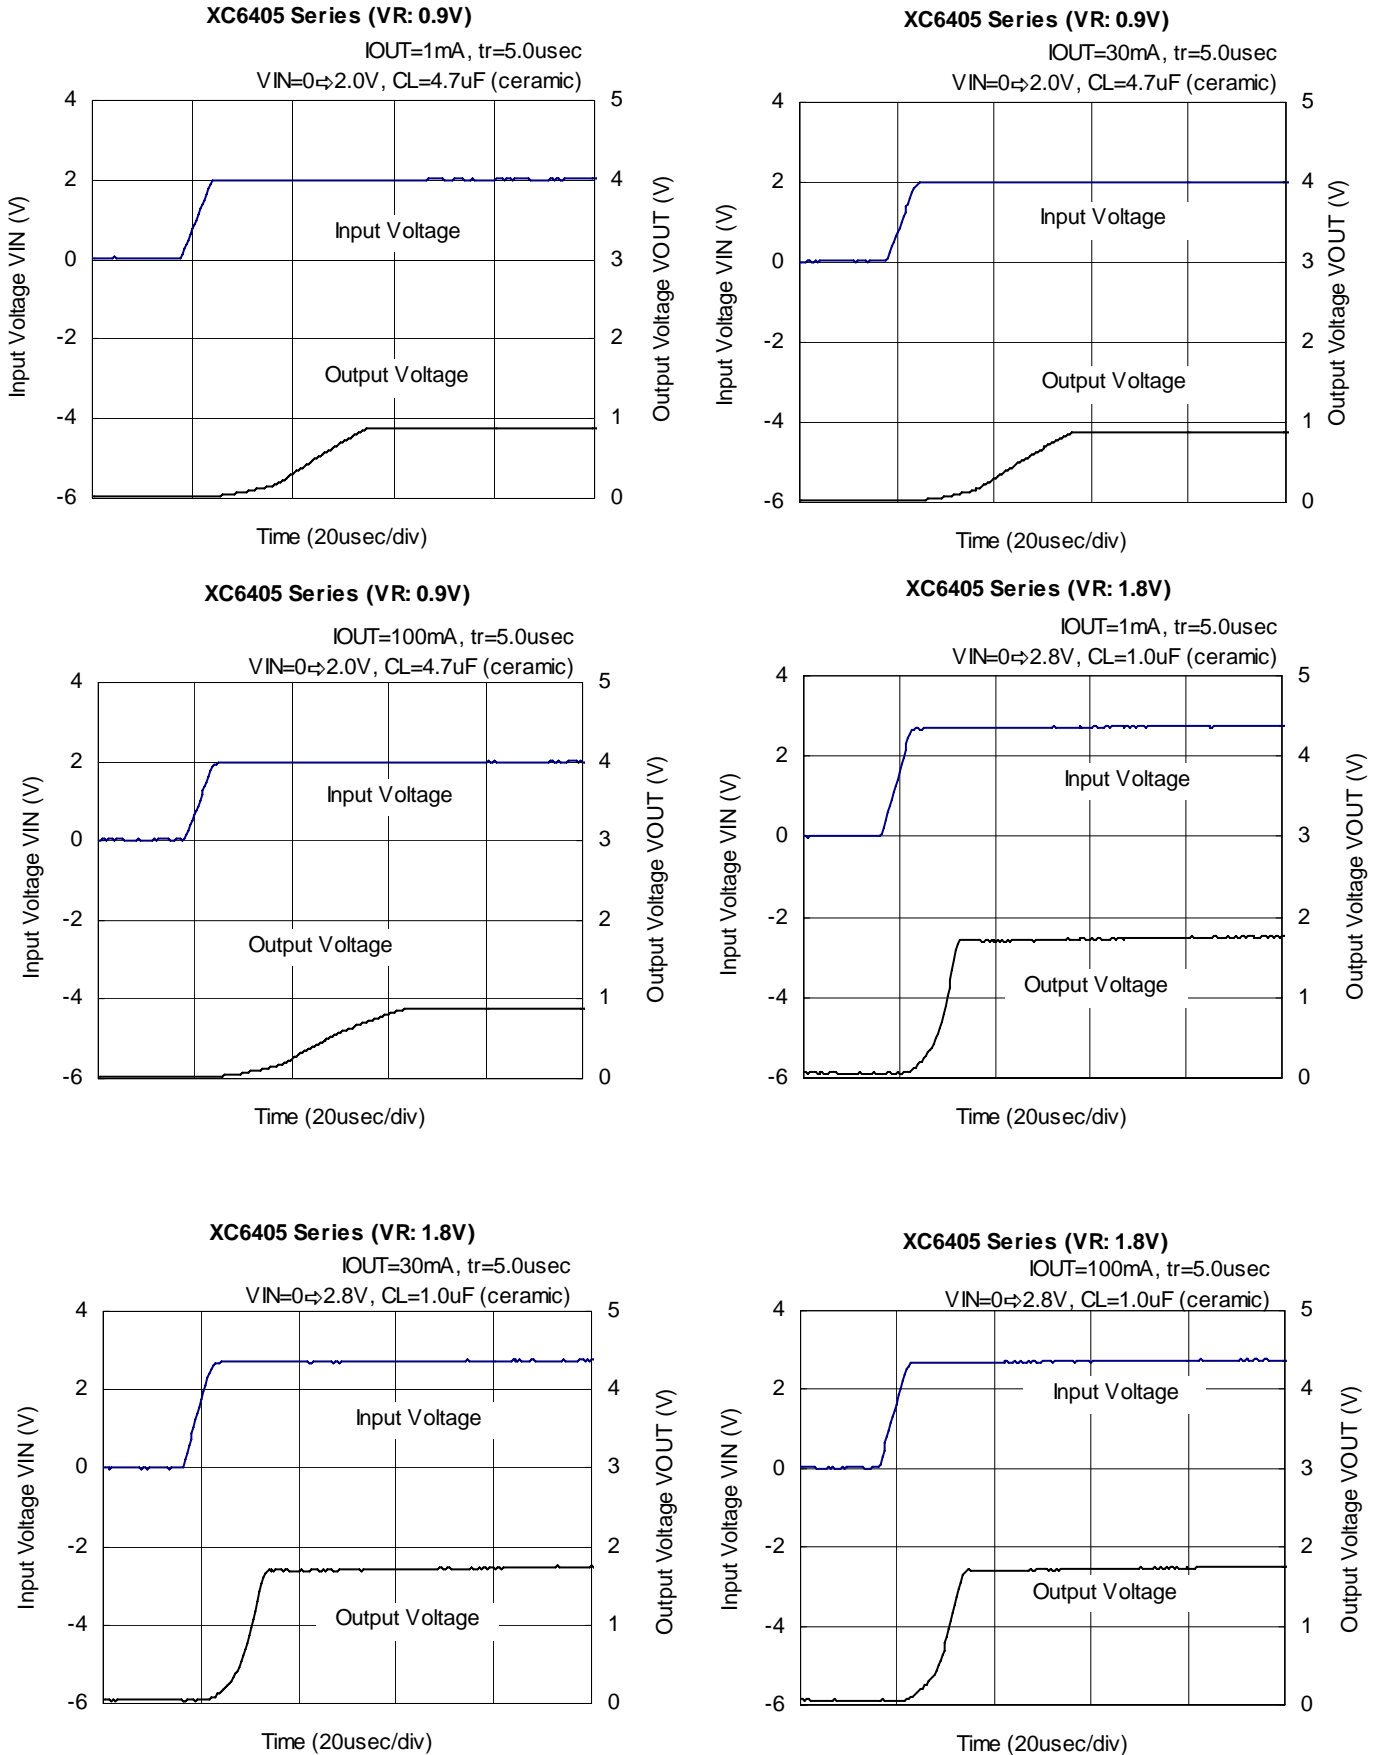 XC6405 Series (VR: 0.9V)
IOUT=1mA, tr=5.0usec
VIN=0⇨2.0V, CL=4.7uF (ceramic)
4
2
0
-2
-4
-6
5
4
3
2
1
0
Input Voltage VIN (V)
Output Voltage VOUT (V)
Input Voltage
Output Voltage
Time (20usec/div)
XC6405 Series (VR: 0.9V)
IOUT=30mA, tr=5.0usec
VIN=0⇨2.0V, CL=4.7uF (ceramic)
4
2
0
-2
-4
-6
5
4
3
2
1
0
Input Voltage VIN (V)
Output Voltage VOUT (V)
Input Voltage
Output Voltage
Time (20usec/div)
XC6405 Series (VR: 0.9V)
IOUT=100mA, tr=5.0usec
VIN=0⇨2.0V, CL=4.7uF (ceramic)
4
2
0
-2
-4
-6
5
4
3
2
1
0
Input Voltage VIN (V)
Output Voltage VOUT (V)
Input Voltage
Output Voltage
Time (20usec/div)
XC6405 Series (VR: 1.8V)
IOUT=1mA, tr=5.0usec
VIN=0⇨2.8V, CL=1.0uF (ceramic)
4
2
0
-2
-4
-6
5
4
3
2
1
0
Input Voltage VIN (V)
Output Voltage VOUT (V)
Input Voltage
Output Voltage
Time (20usec/div)
XC6405 Series (VR: 1.8V)
IOUT=30mA, tr=5.0usec
VIN=0⇨2.8V, CL=1.0uF (ceramic)
4
2
0
-2
-4
-6
5
4
3
2
1
0
Input Voltage VIN (V)
Output Voltage VOUT (V)
Input Voltage
Output Voltage
Time (20usec/div)
XC6405 Series (VR: 1.8V)
IOUT=100mA, tr=5.0usec
VIN=0⇨2.8V, CL=1.0uF (ceramic)
4
2
0
-2
-4
-6
5
4
3
2
1
0
Input Voltage VIN (V)
Output Voltage VOUT (V)
Input Voltage
Output Voltage
Time (20usec/div)